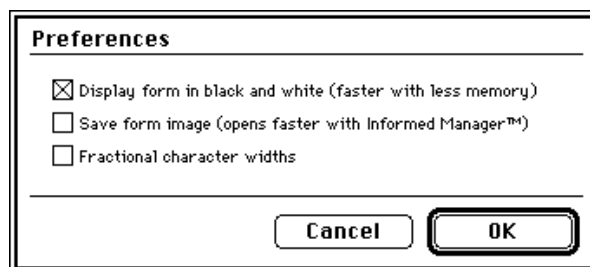 Preferences
Display form in black and white (faster with less memory)
Save form image (opens faster with Informed Manager™)
Fractional character widths
Cancel OK